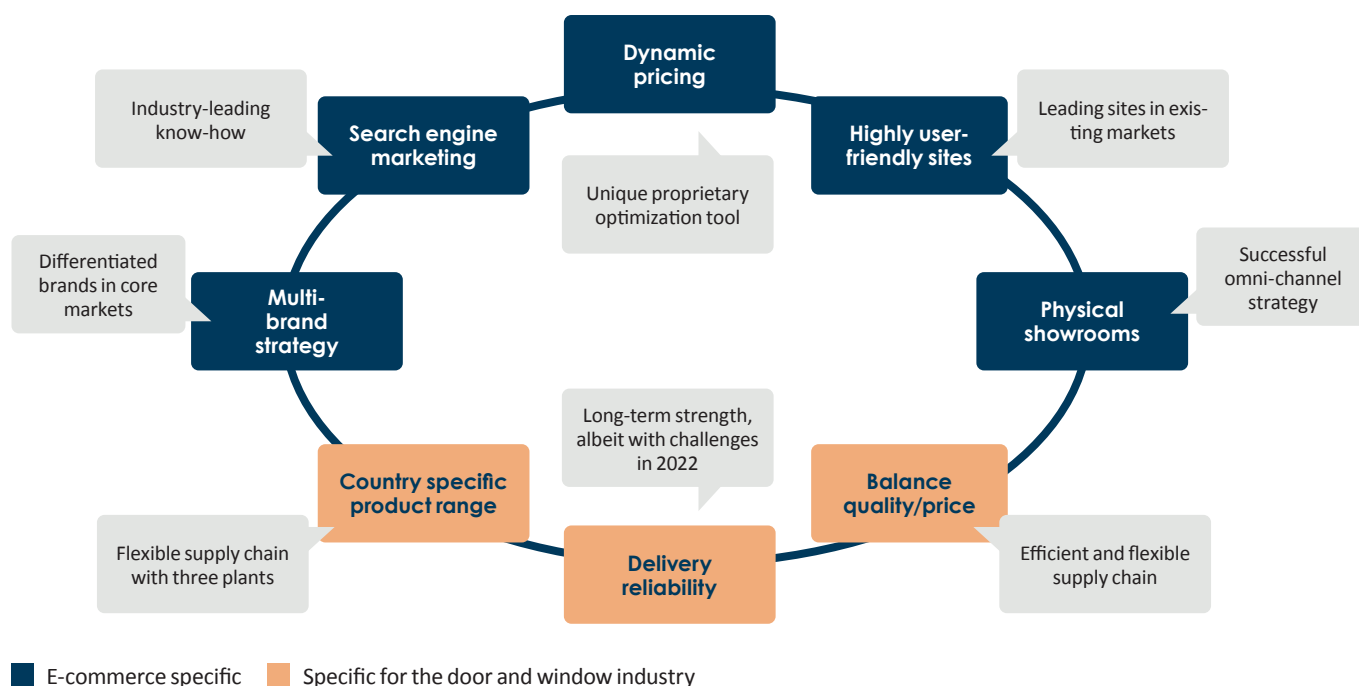 Dynamic
pricing
Industry-leading
know-how
Search engine
marketing
Highly user-
friendly sites
Leading sites in exis-
ting markets
Unique proprietary
optimization tool
Differentiated
brands in core
markets
Multi-
brand
strategy
Physical
showrooms
Successful
omni-channel
strategy
Long-term strength,
albeit with challenges
in 2022
Country specific
product range
Balance
quality/price
Flexible supply chain
with three plants
Delivery
reliability
Efficient and flexible
supply chain
E-commerce specific
Specific for the door and window industry